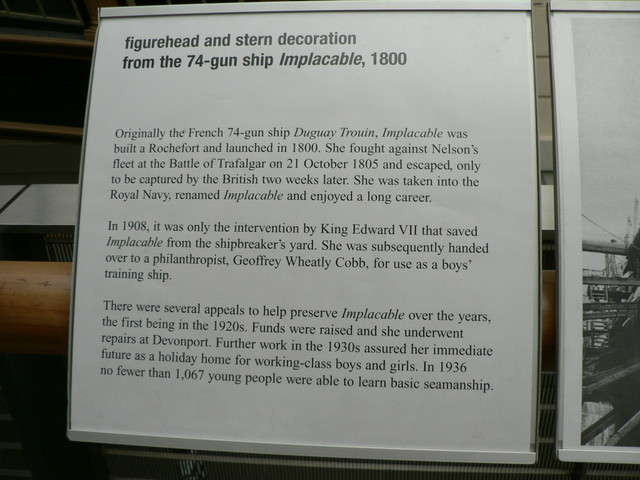 figurehead and stern decoration
from the 74-gun ship Implacable, 1800
Originally the French 74-gun ship Duguay Trouin, Implacable was
built a Rochefort and launched in 1800. She fought against Nelson's
fleet at the Battle of Trafalgar on 21 October 1805 and escaped, only
to be captured by the British two weeks later. She was taken into the
Royal Navy, renamed Implacable and enjoyed a long career.
In 1908, it was only the intervention by King Edward VII that saved
Implacable from the shipbreaker's yard. She was subsequently handed
over to a philanthropist, Geoffrey Wheatly Cobb, for use as a boys'
training ship.
There were several appeals to help preserve Implacable over the years,
the first being in the 1920s. Funds were raised and she underwent
repairs at Devonport. Further work in the 1930s assured her immediate
future as a holiday home for working-class boys and girls. In 1936
no fewer than 1,067 young people were able to learn basic seamanship.